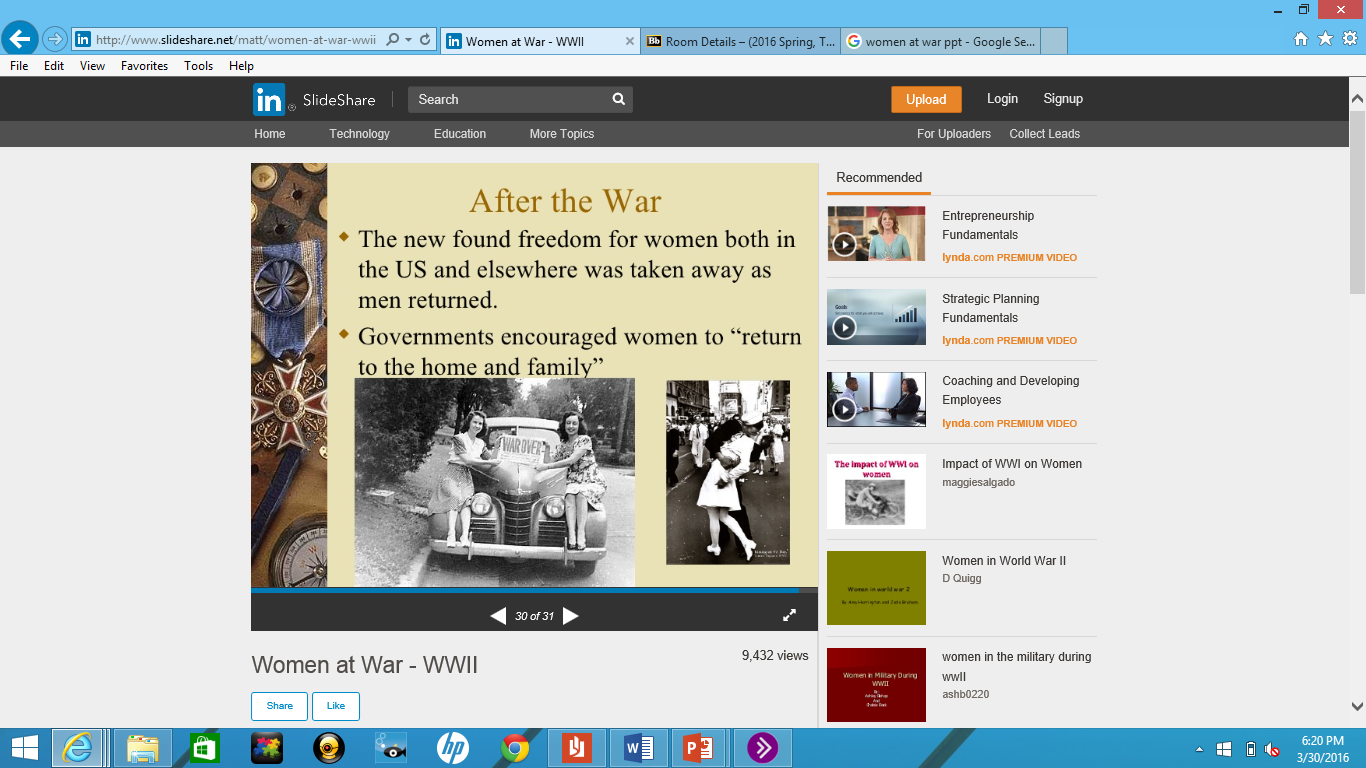 http://www.slideshare.net/matt/women-at-war-wwii
Women at War - WWII
Room Details – (2016 Spring, T...
women at war ppt - Google Se...
File Edit View Favorites Tools Help
in® SlideShare
Search
Upload
Login
Signup
Home Technology Education More Topics
For Uploaders Collect Leads
After the War
The new found freedom for women both in
the US and elsewhere was taken away as
men returned.
Governments encouraged women to “return
to the home and family”
WAR OVER
30 of 31
Women at War - WWII
9,432 views
Share
Like
Recommended
Entrepreneurship
Fundamentals
lynda.com PREMIUM VIDEO
Goals
Strategic Planning
Fundamentals
lynda.com PREMIUM VIDEO
Coaching and Developing
Employees
lynda.com PREMIUM VIDEO
The impact of WWI on
women
Impact of WWI on Women
maggiesalgado
Women in world war 2
Women in World War II
D Quigg
Women in Military During
WWII
By:
And
women in the military during
wwII
ashb0220
6:20 PM
3/30/2016